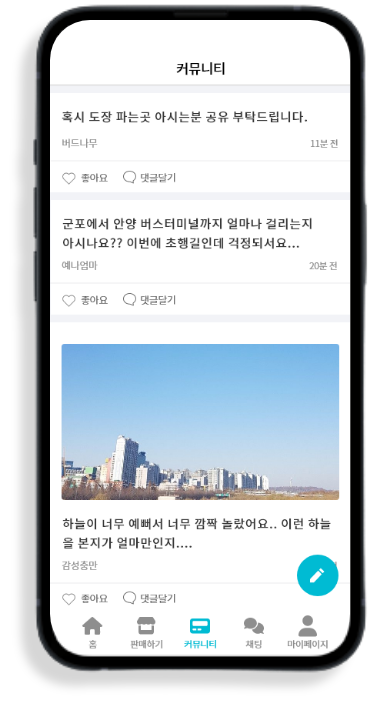 커뮤니티
혹시 도장 파는곳 아시는분 공유 부탁드립니다.
버드나무 11분 전
좋아요 댓글달기
군포에서 안양 버스터미널까지 얼마나 걸리는지
아시나요?? 이번에 초행길인데 걱정되서요...
예나엄마 20분 전
좋아요 댓글달기
하늘이 너무 예뻐서 너무 깜짝 놀랐어요.. 이런 하늘
을 본지가 얼마만인지....
감성충만
좋아요 댓글달기
홈 판매하기 커뮤니티 채팅 마이페이지